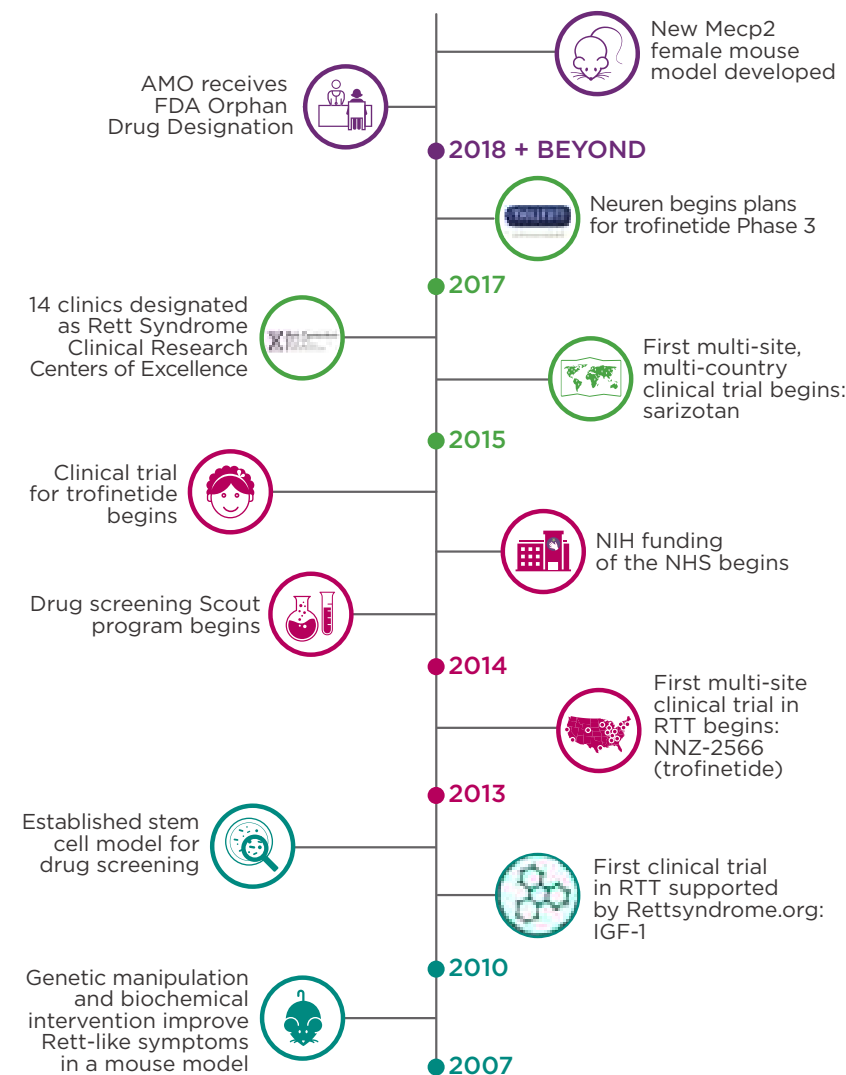 New Mecp2
female mouse
model developed
AMO receives
FDA Orphan
Drug Designation
2018 + BEYOND
Neuren begins plans
for trofinetide Phase 3
2017
14 clinics designated
as Rett Syndrome
Clinical Research
Centers of Excellence
First multi-site,
multi-country
clinical trial begins:
sarizotan
2015
Clinical trial
for trofinetide
begins
NIH funding
of the NHS begins
Drug screening Scout
program begins
2014
First multi-site
clinical trial in
RTT begins:
NNZ-2566
(trofinetide)
2013
Established stem
cell model for
drug screening
First clinical trial
in RTT supported
by Rettsyndrome.org:
IGF-1
2010
Genetic manipulation
and biochemical
intervention improve
Rett-like symptoms
in a mouse model
2007